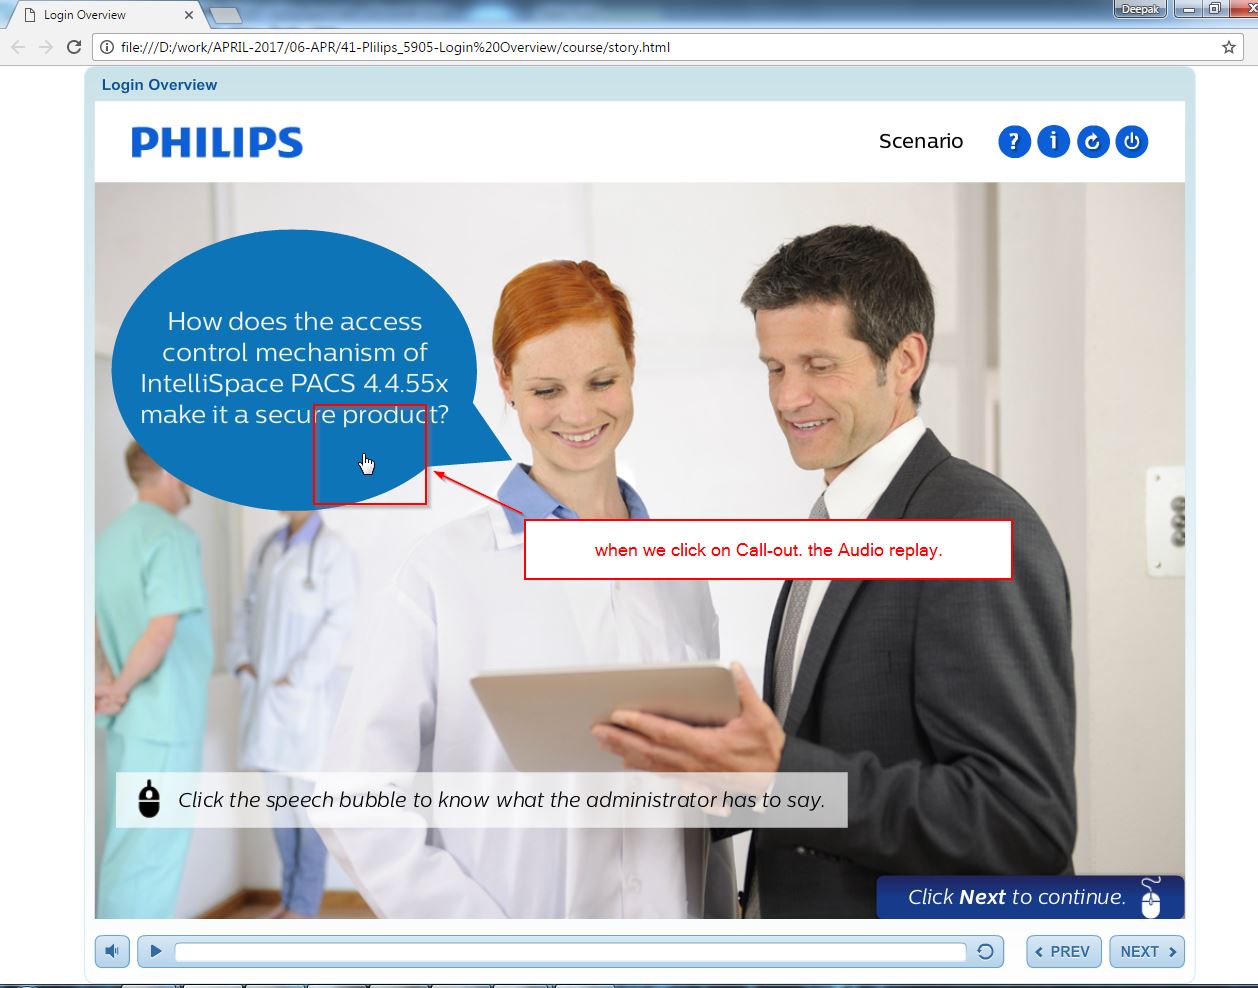 Login Overview
Deepak
file:///D:/work/APRIL-2017/06-APR/41-Plilips_5905-Login%20Overview/course/story.html
Login Overview
PHILIPS
Scenario
?
i
How does the access
control mechanism of
IntelliSpace PACS 4.4.55x
make it a secure product?
when we click on Call-out. the Audio replay.
Click the speech bubble to know what the administrator has to say.
Click Next to continue.
PREV
NEXT